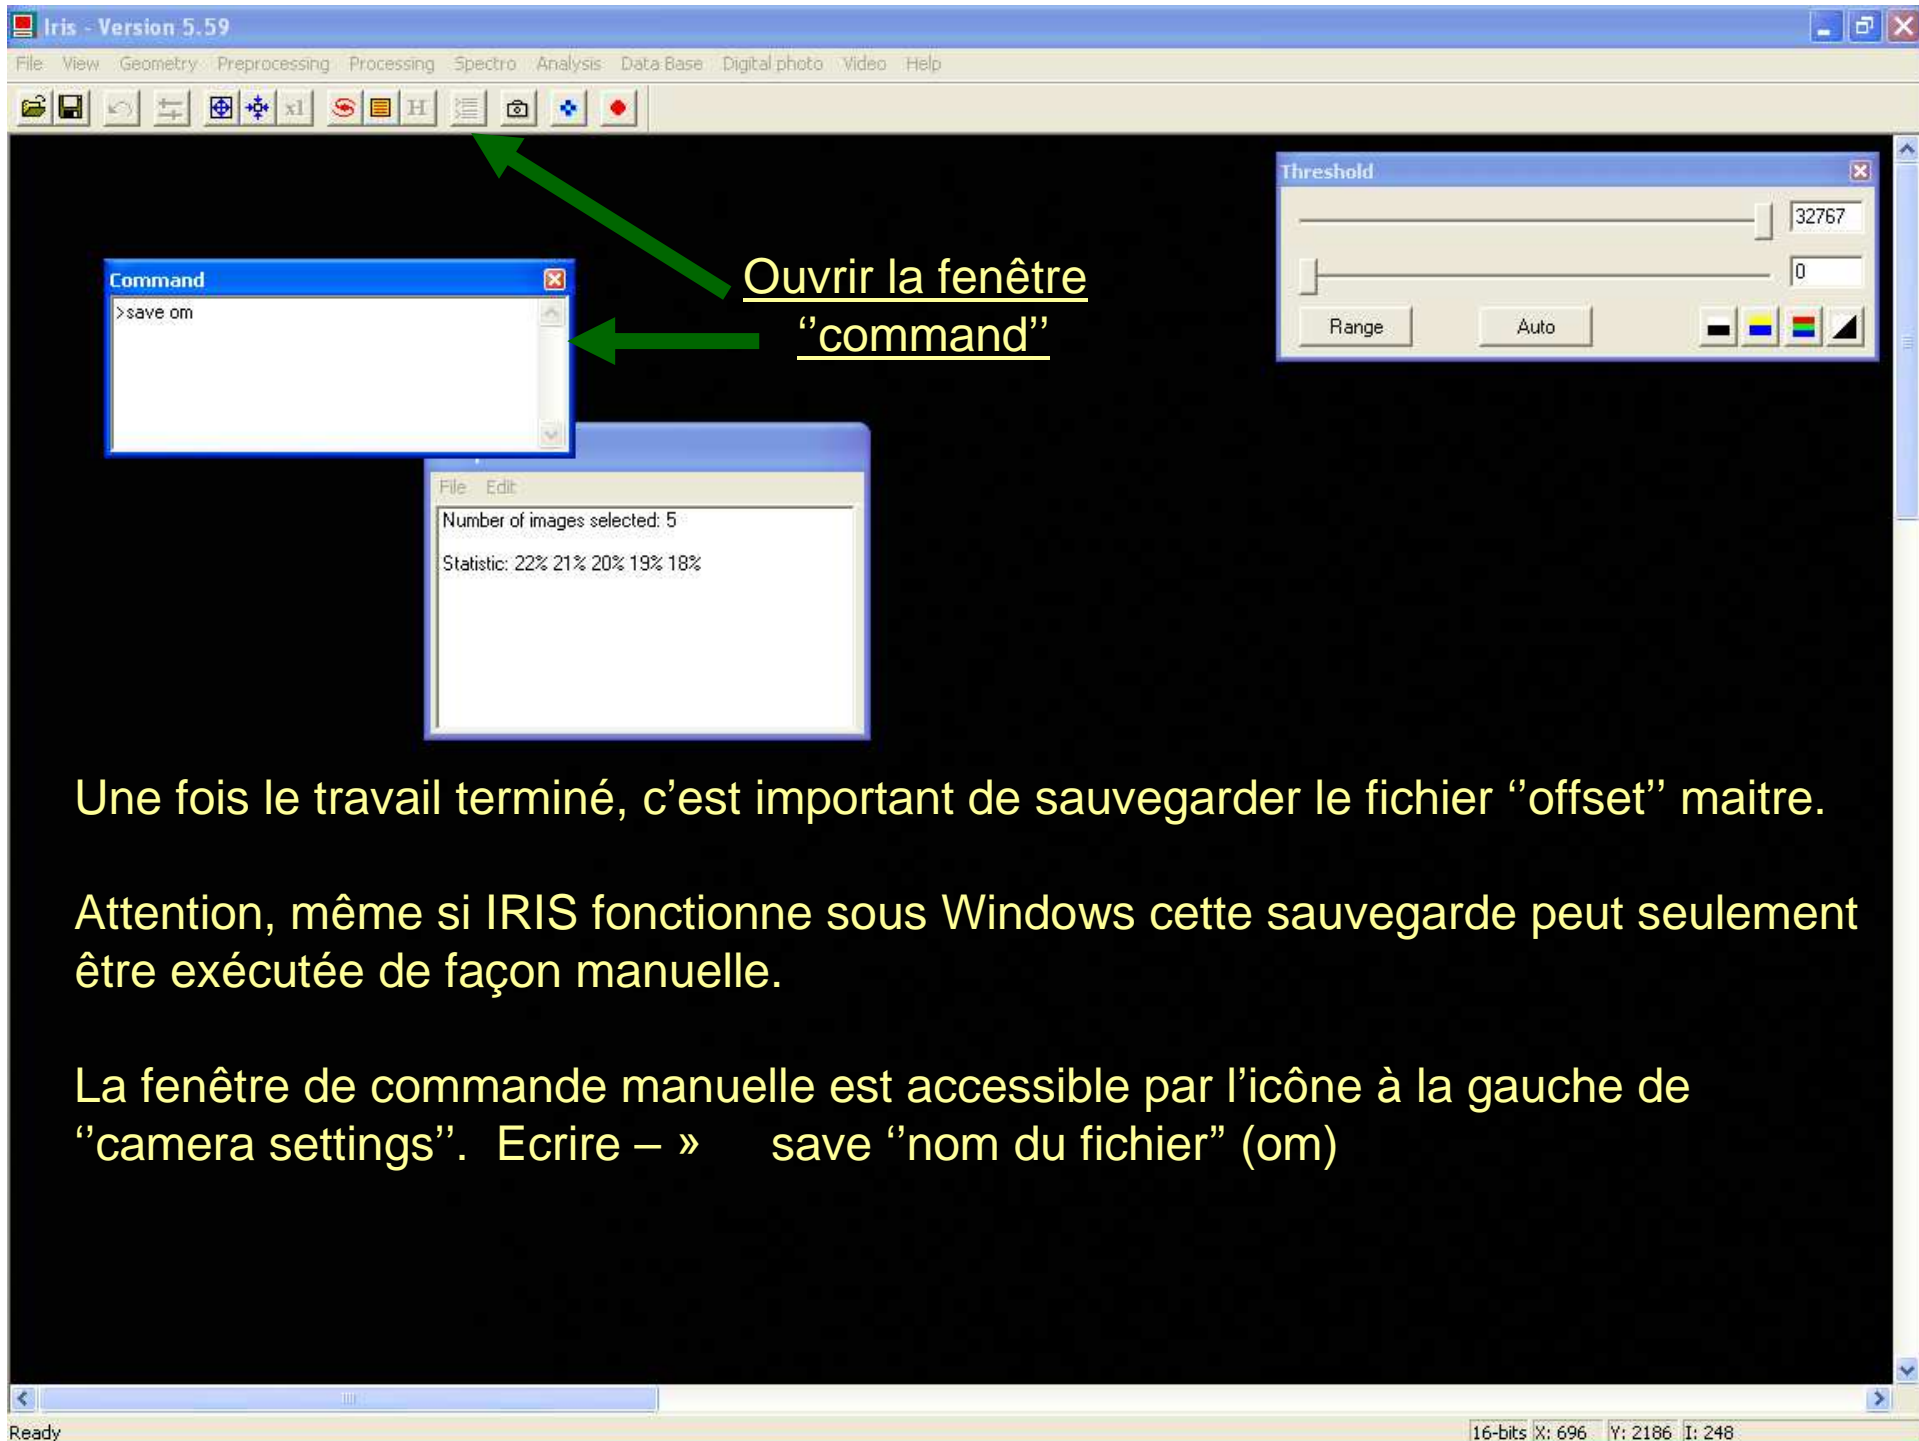 Iris - Version 5.59
File View Geometry Preprocessing Processing Spectro Analysis Data Base Digital photo Video Help
x1 H
Threshold
32767
0
Range Auto
Ouvrir la fenêtre
‘’command’’
Command
>save om
File Edit
Number of images selected: 5
Statistic: 22% 21% 20% 19% 18%
Une fois le travail terminé, c’est important de sauvegarder le fichier ‘’offset’’ maitre.
Attention, même si IRIS fonctionne sous Windows cette sauvegarde peut seulement
être exécutée de façon manuelle.
La fenêtre de commande manuelle est accessible par l’icône à la gauche de
‘’camera settings’’. Ecrire – » save ‘’nom du fichier” (om)
Ready
16-bits X: 696 Y: 2186 I: 248